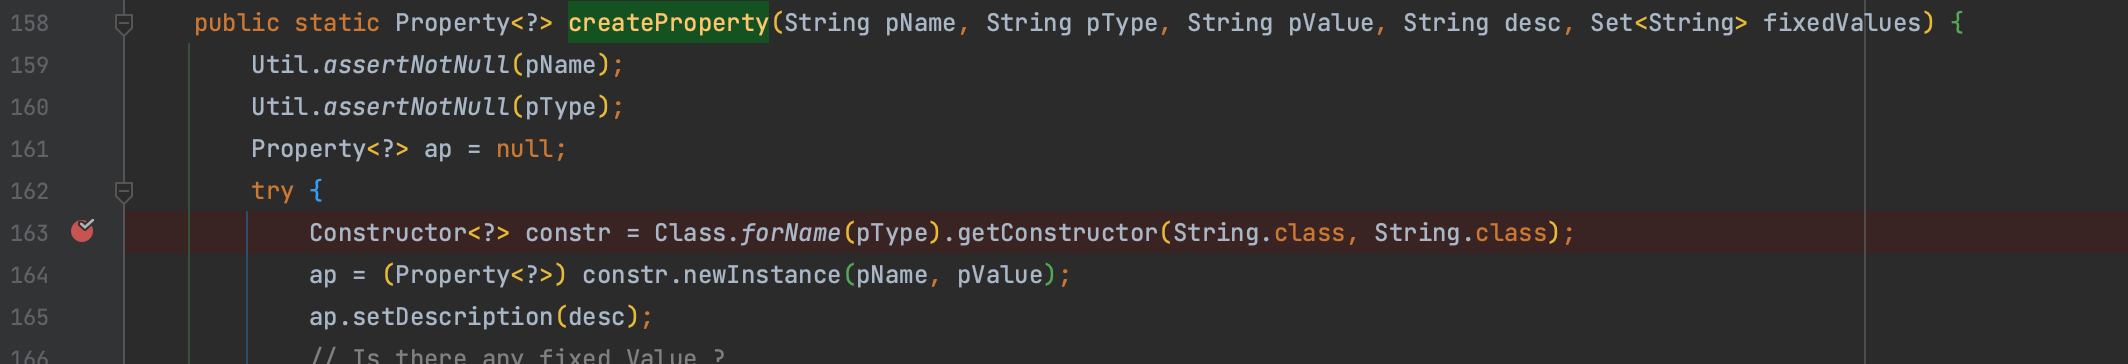 158 public static Property<?> createProperty(String pName, String pType, String pValue, String desc, Set<String> fixedValues) {
159 Util.assertNotNull(pName);
160 Util.assertNotNull(pType);
161 Property<?> ap = null;
162 try {
163 Constructor<?> constr = Class.forName(pType).getConstructor(String.class, String.class);
164 ap = (Property<?>) constr.newInstance(pName, pValue);
165 ap.setDescription(desc);
166 // Is there any fixed Value ?